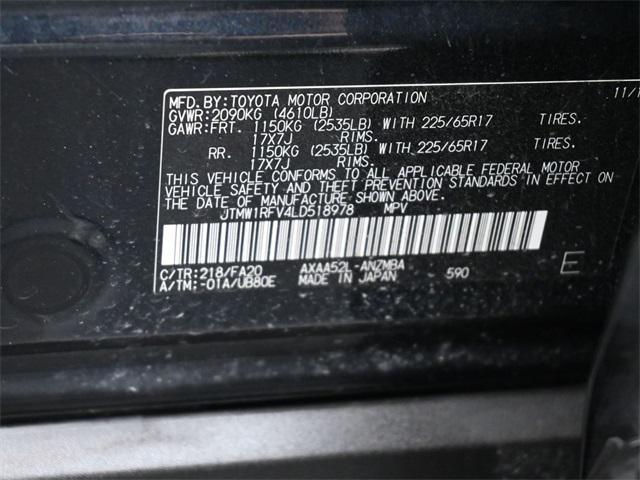 MFD. BY: TOYOTA MOTOR CORPORATION 11/1
GVWR: 2090KG (4610LB)
GAWR: FRT. 1150KG (2535LB) WITH 225/65R17 TIRES.
17X7J RIMS.
RR. 1150KG (2535LB) WITH 225/65R17 TIRES.
17X7J RIMS.
THIS VEHICLE CONFORMS TO ALL APPLICABLE FEDERAL MOTOR
VEHICLE SAFETY AND THEFT PREVENTION STANDARDS IN EFFECT ON
THE DATE OF MANUFACTURE SHOWN ABOVE.
JTMW1RFV4LD518978 MPV
C/TR: 218/FA20 AXAA52L-ANZMBA 590 E
A/TM: -01A/UB80E MADE IN JAPAN